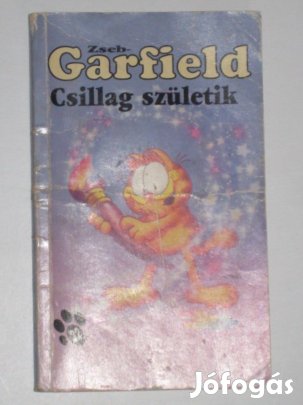 Zseb-
Garfield
Csillag születik
Jófogás